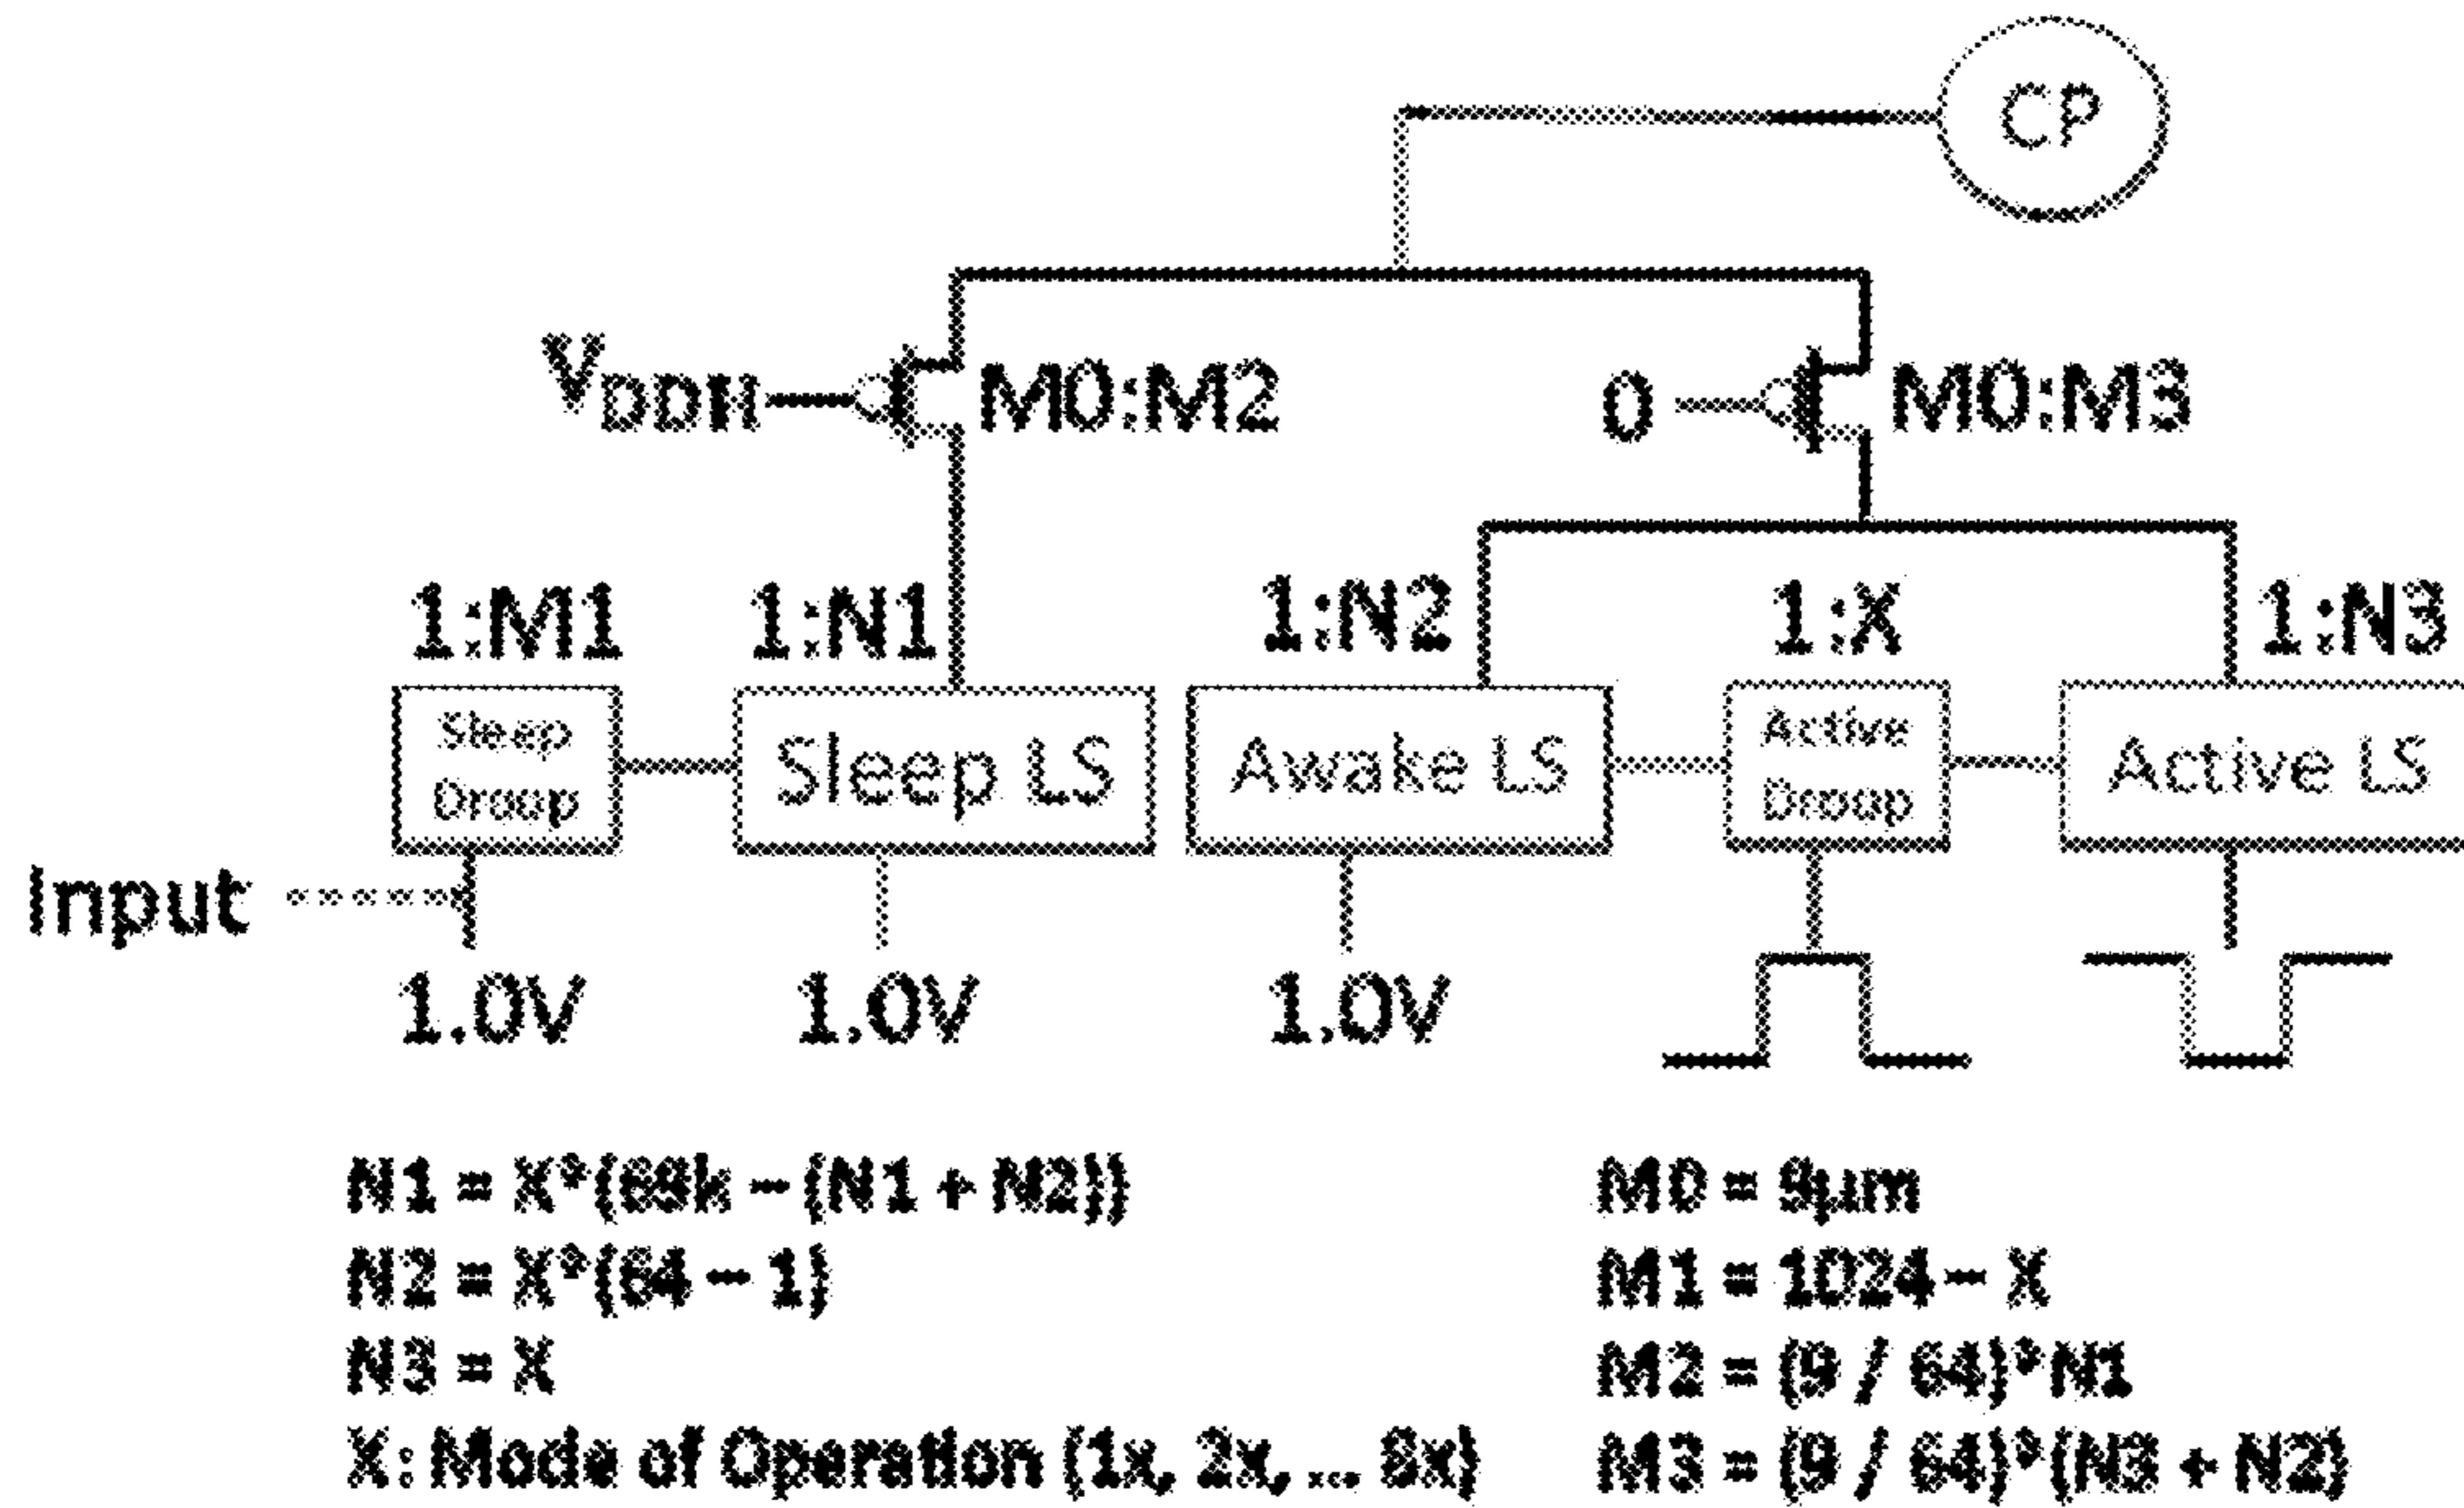 CP
VDDH
M0:M2
0
M0:M3
1:M1
1:N1
1:N2
1:X
1:N3
Sleep
Droop
Sleep LS
Awake LS
Active
Droop
Active LS
Input
1.0V
1.0V
1.0V
N1 = X*(64k – (N1 + N2))
N2 = X*(64 – 1)
N3 = X
X: Mode of Operation (1x, 2x, ... 8x)
M0 = 9µm
M1 = 1024 – X
M2 = (9 / 64)*N1
M3 = (9 / 64)*(N3 + N2)